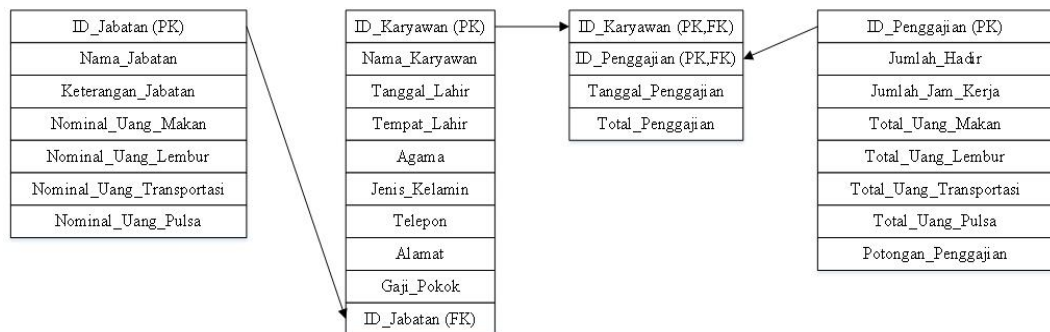 ID_Jabatan (PK)
Nama_Jabatan
Keterangan_Jabatan
Nominal_Uang_Makan
Nominal_Uang_Lembur
Nominal_Uang_Transportasi
Nominal_Uang_Pulsa
ID_Karyawan (PK)
Nama_Karyawan
Tanggal_Lahir
Tempat_Lahir
Agama
Jenis_Kelamin
Telepon
Alamat
Gaji_Pokok
ID_Jabatan (FK)
ID_Karyawan (PK,FK)
ID_Penggajian (PK,FK)
Tanggal_Penggajian
Total_Penggajian
ID_Penggajian (PK)
Jumlah_Hadir
Jumlah_Jam_Kerja
Total_Uang_Makan
Total_Uang_Lembur
Total_Uang_Transportasi
Total_Uang_Pulsa
Potongan_Penggajian